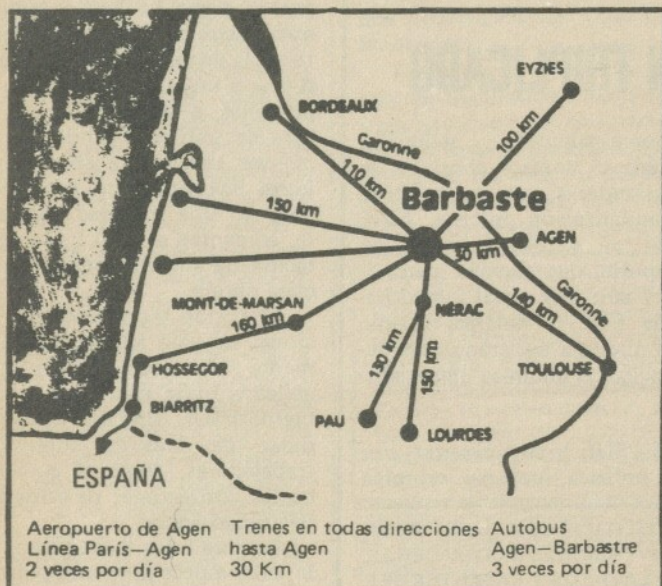 EYZIES
BORDEAUX
100 km
Garonne
110 km
Barbaste
150 km
AGEN
30 km
MONT-DE-MARSAN
160 km
NÉRAC
140 km
Garonne
HOSSEGOR
130 km
150 km
TOULOUSE
BIARRITZ
PAU
LOURDES
ESPAÑA
Aeropuerto de Agen
Línea París—Agen
2 veces por día
Trenes en todas direcciones
hasta Agen
30 Km
Autobus
Agen—Barbastre
3 veces por día